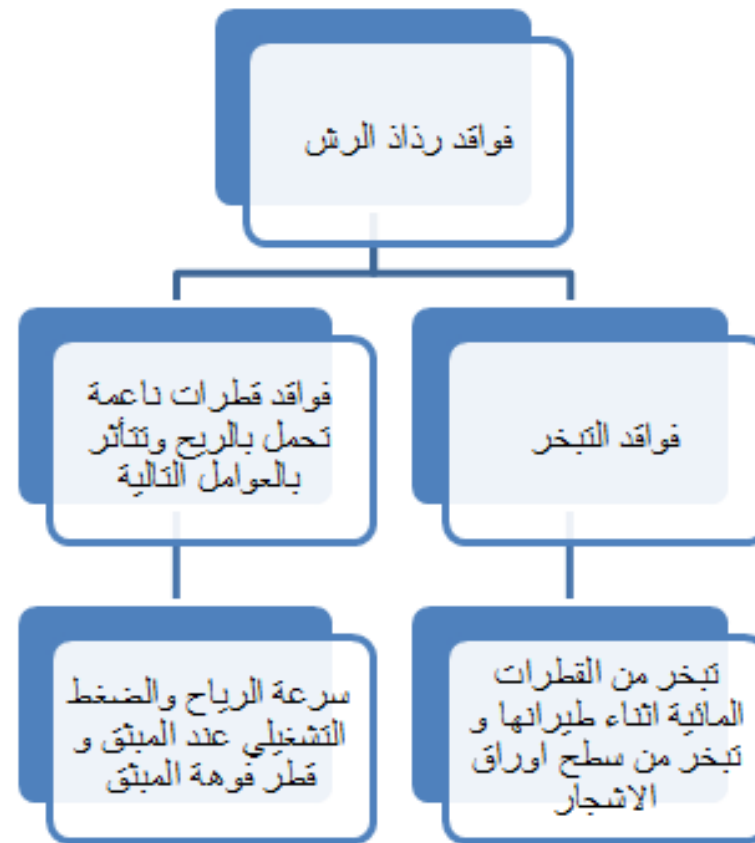 فواقد رذاذ الرش
فواقد التبخر
فواقد قطرات ناعمة
تحمل بالريح وتتأثر
بالعوامل التالية
تبخر من القطرات
المائية اثناء طيرانها و
تبخر من سطح اوراق
الاشجار
سرعة الرياح والضغط
التشغيلي عند المبثق و
قطر فوهة المبثق